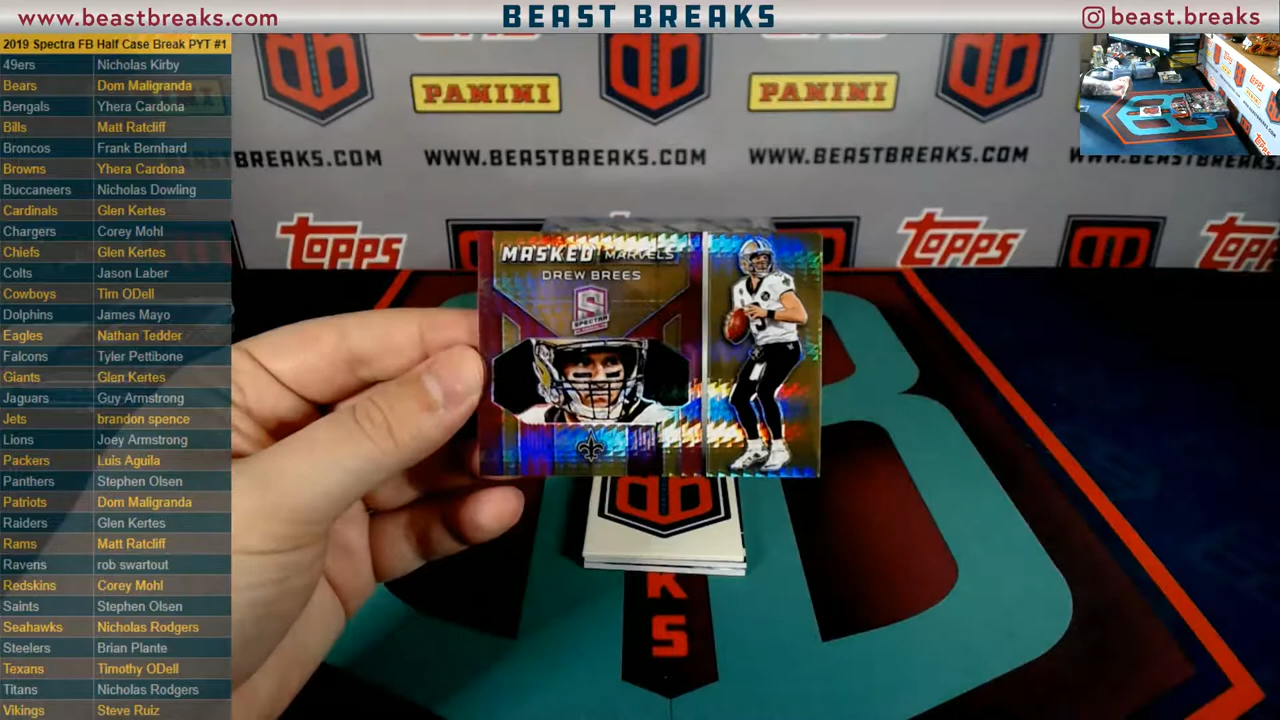 www.beastbreaks.com
BEAST BREAKS
beast.breaks
2019 Spectra FB Half Case Break PYT #1
49ers Nicholas Kirby
Bears Dom Maligranda
Bengals Yhera Cardona
Bills Matt Ratcliff
Broncos Frank Bernhard
Browns Yhera Cardona
Buccaneers Nicholas Dowling
Cardinals Glen Kertes
Chargers Corey Mohl
Chiefs Glen Kertes
Colts Jason Laber
Cowboys Tim ODell
Dolphins James Mayo
Eagles Nathan Tedder
Falcons Tyler Pettibone
Giants Glen Kertes
Jaguars Guy Armstrong
Jets brandon spence
Lions Joey Armstrong
Packers Luis Aguila
Panthers Stephen Olsen
Patriots Dom Maligranda
Raiders Glen Kertes
Rams Matt Ratcliff
Ravens rob swartout
Redskins Corey Mohl
Saints Stephen Olsen
Seahawks Nicholas Rodgers
Steelers Brian Plante
Texans Timothy ODell
Titans Nicholas Rodgers
Vikings Steve Ruiz
PANINI PANINI
BREAKS.COM WWW.BEASTBREAKS.COM WWW.BEASTBREAKS.COM
TOPPS TOPPS
MASKED MARVELS
DREW BREES
SPECTRA
KS
TOPPS